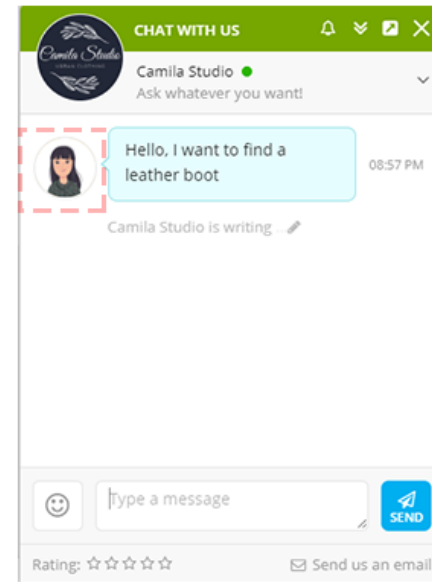 CHAT WITH US
Camila Studio
Camila Studio
Ask whatever you want!
Hello, I want to find a
leather boot
08:57 PM
Camila Studio is writing
Type a message
SEND
Rating:
Send us an email